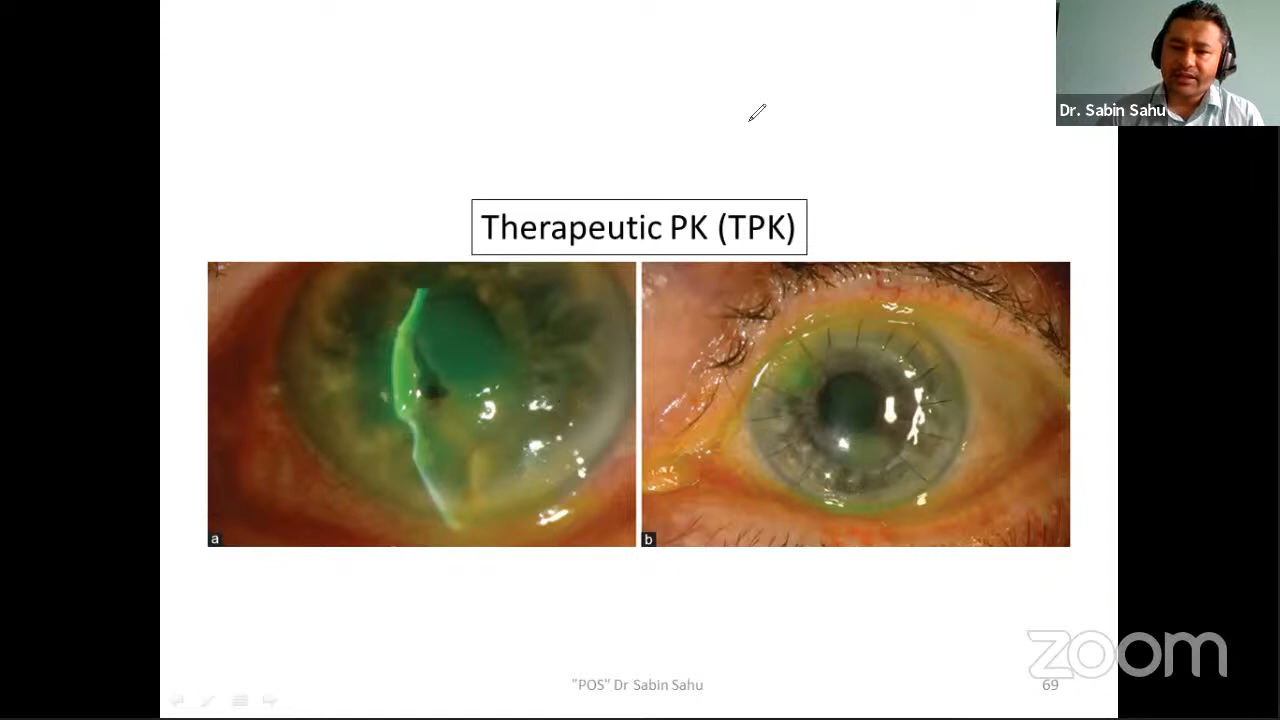 Dr. Sabin Sahu
Therapeutic PK (TPK)
a
b
zoom
"POS" Dr Sabin Sahu
69